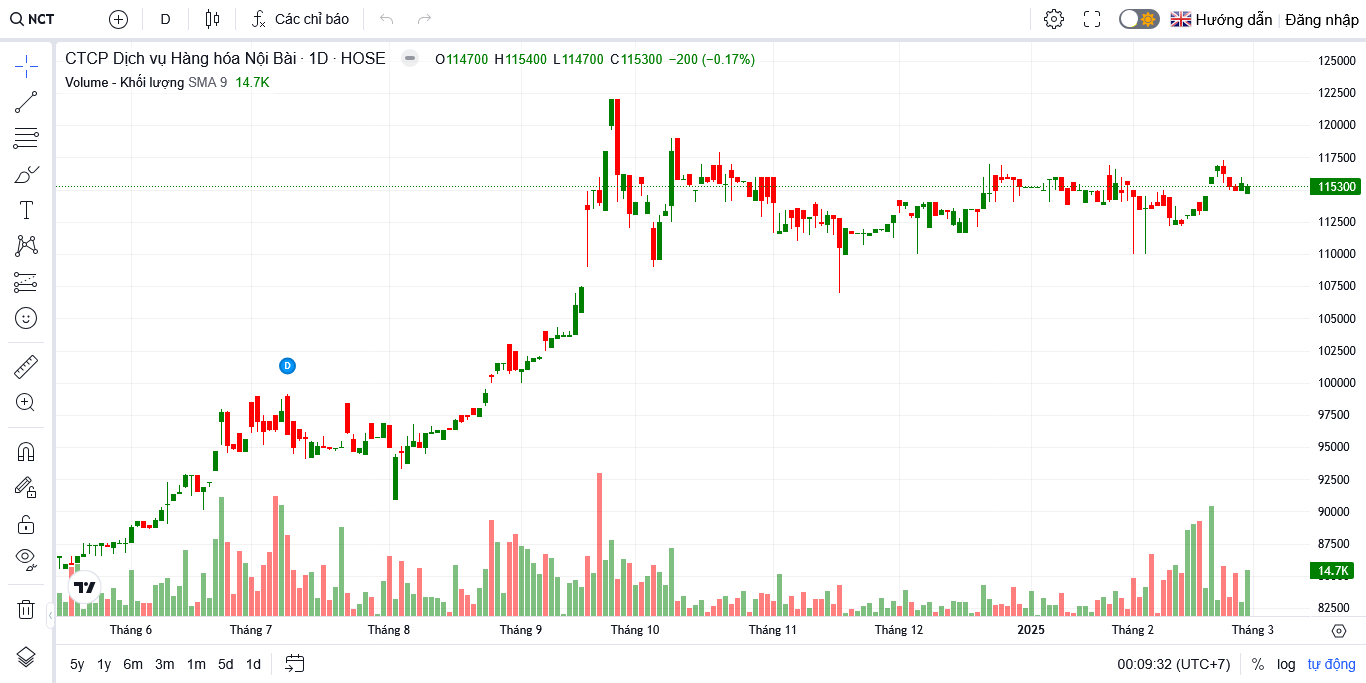 NCT D Các chỉ báo Hướng dẫn Đăng nhập
CTCP Dịch vụ Hàng hóa Nội Bài · 1D · HOSE O114700 H115400 L114700 C115300 −200 (−0.17%)
Volume - Khối lượng SMA 9 14.7K
125000
122500
120000
117500
115300
112500
110000
107500
105000
102500
100000
D
97500
95000
92500
90000
87500
14.7K
82500
Tháng 6 Tháng 7 Tháng 8 Tháng 9 Tháng 10 Tháng 11 Tháng 12 2025 Tháng 2 Tháng 3
5y 1y 6m 3m 1m 5d 1d 00:09:32 (UTC+7) % log tự động